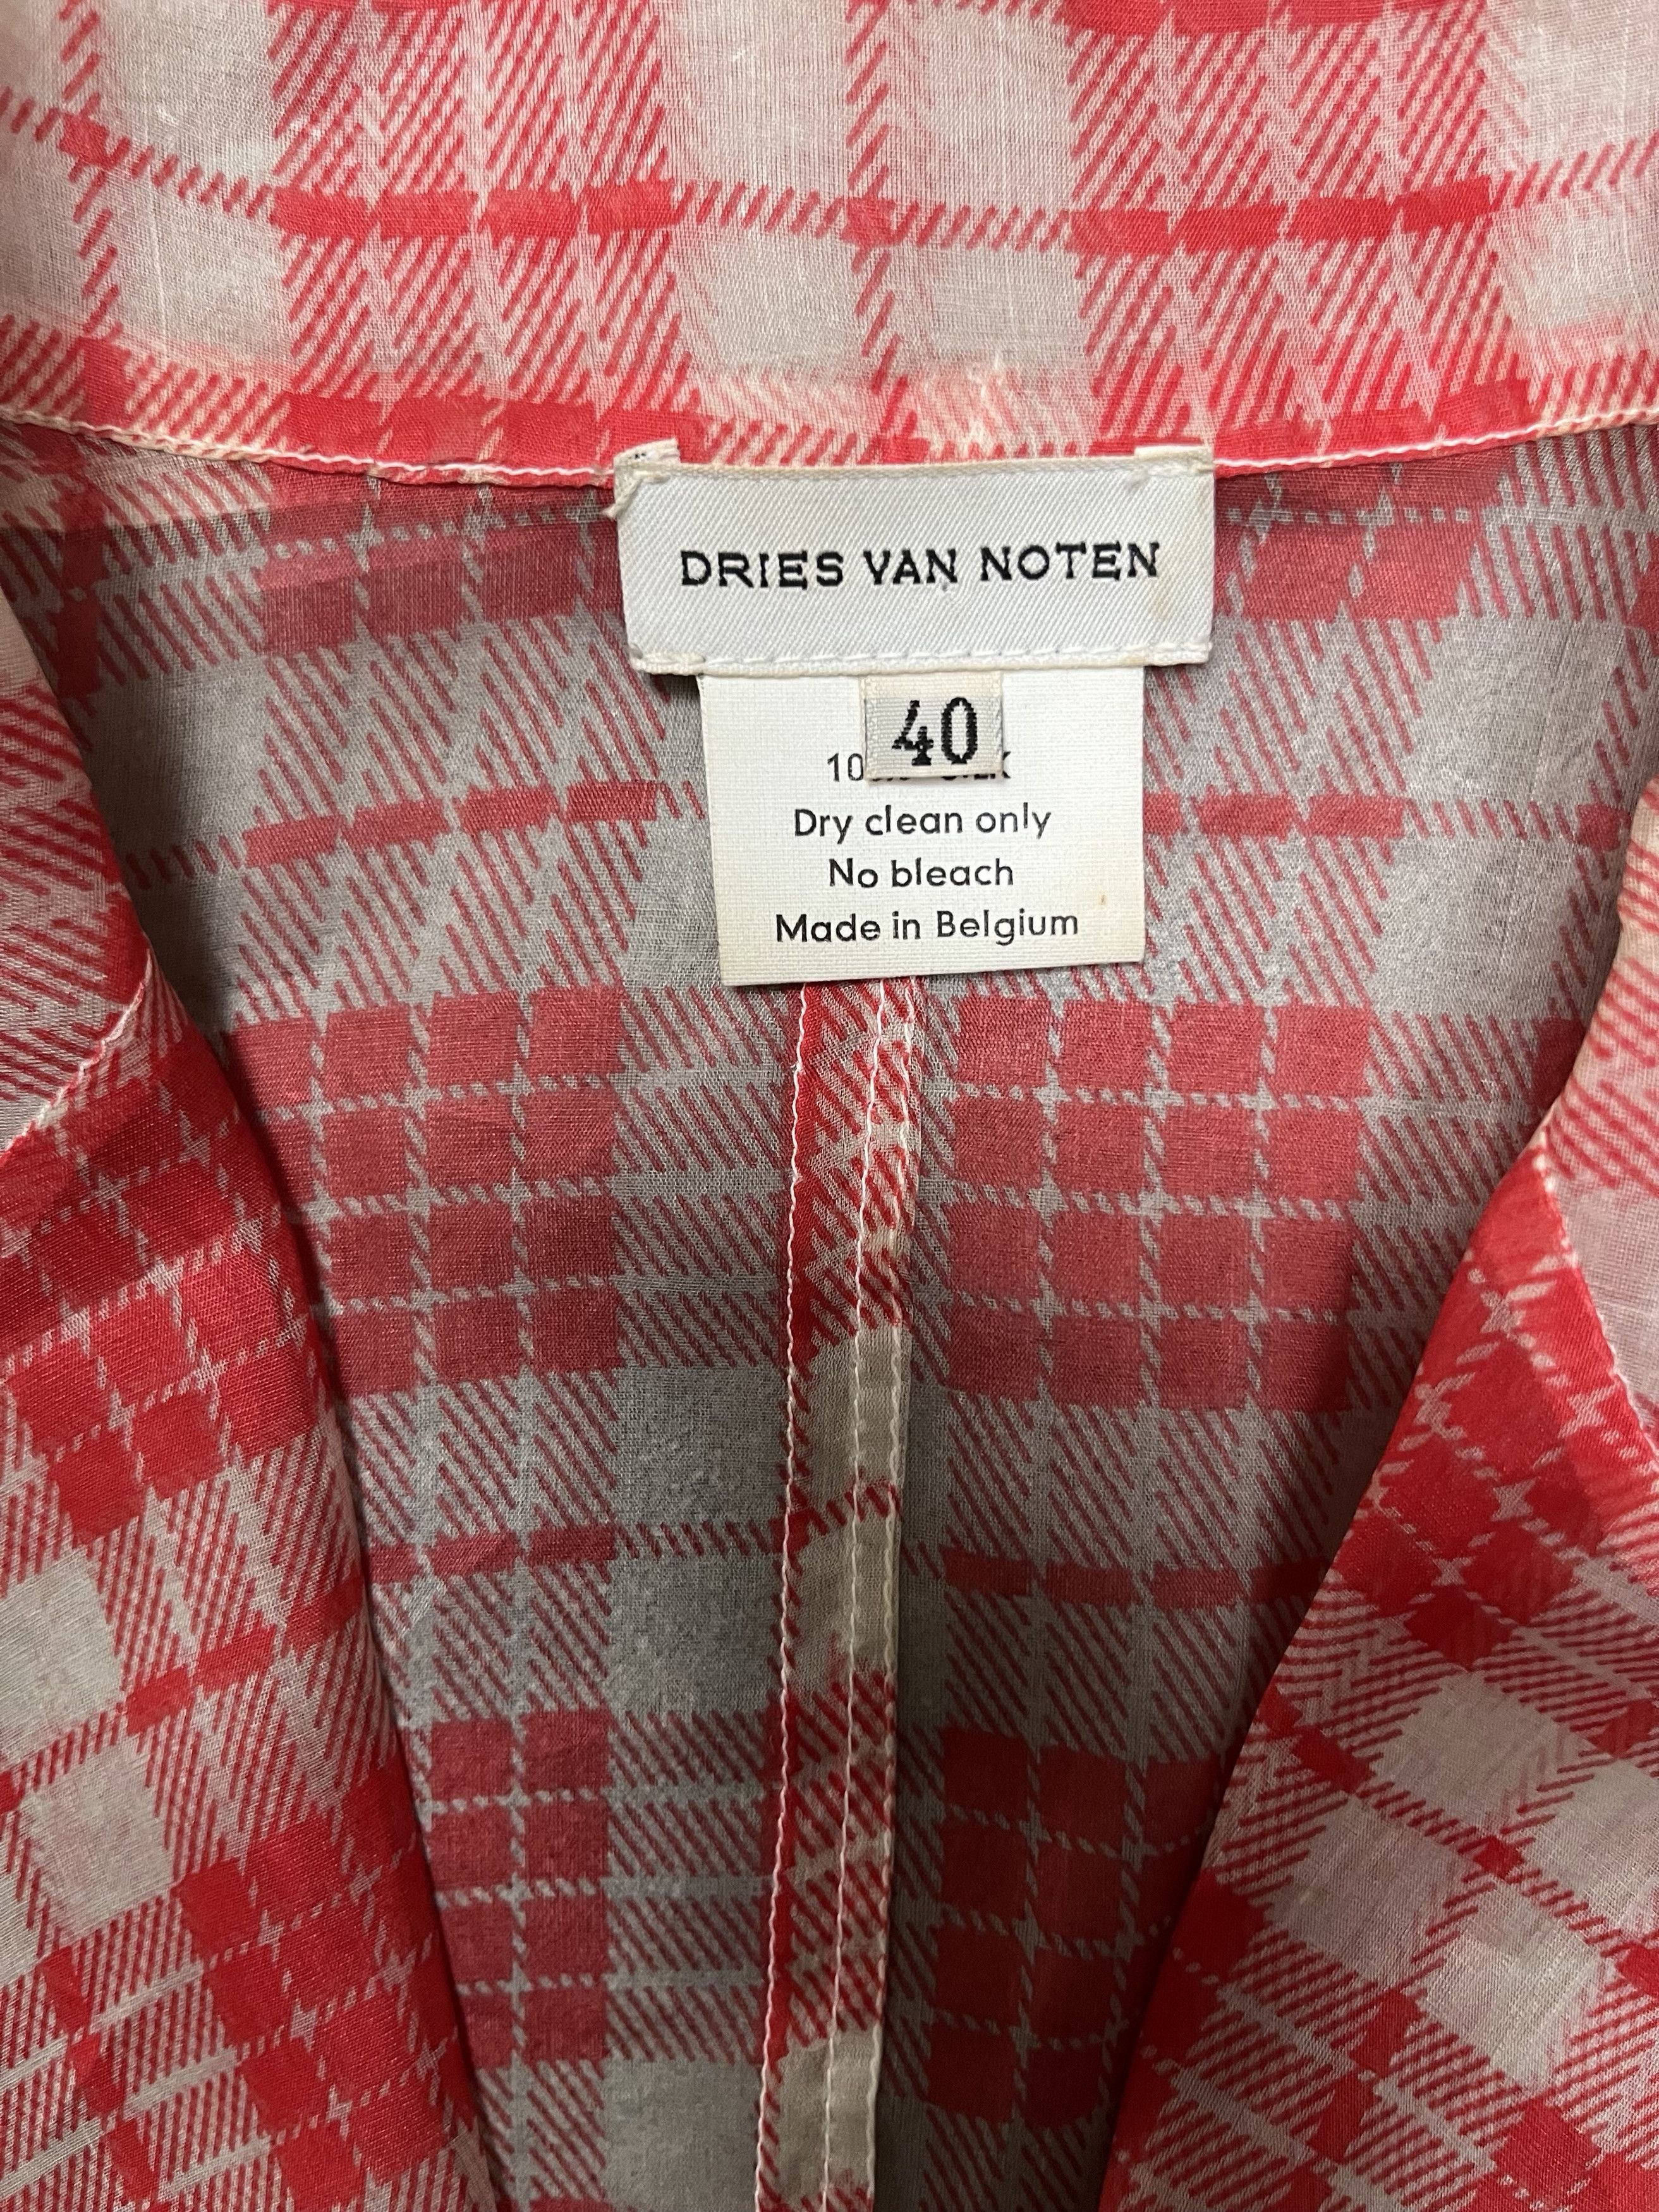 DRIES VAN NOTEN
40
Dry clean only
No bleach
Made in Belgium